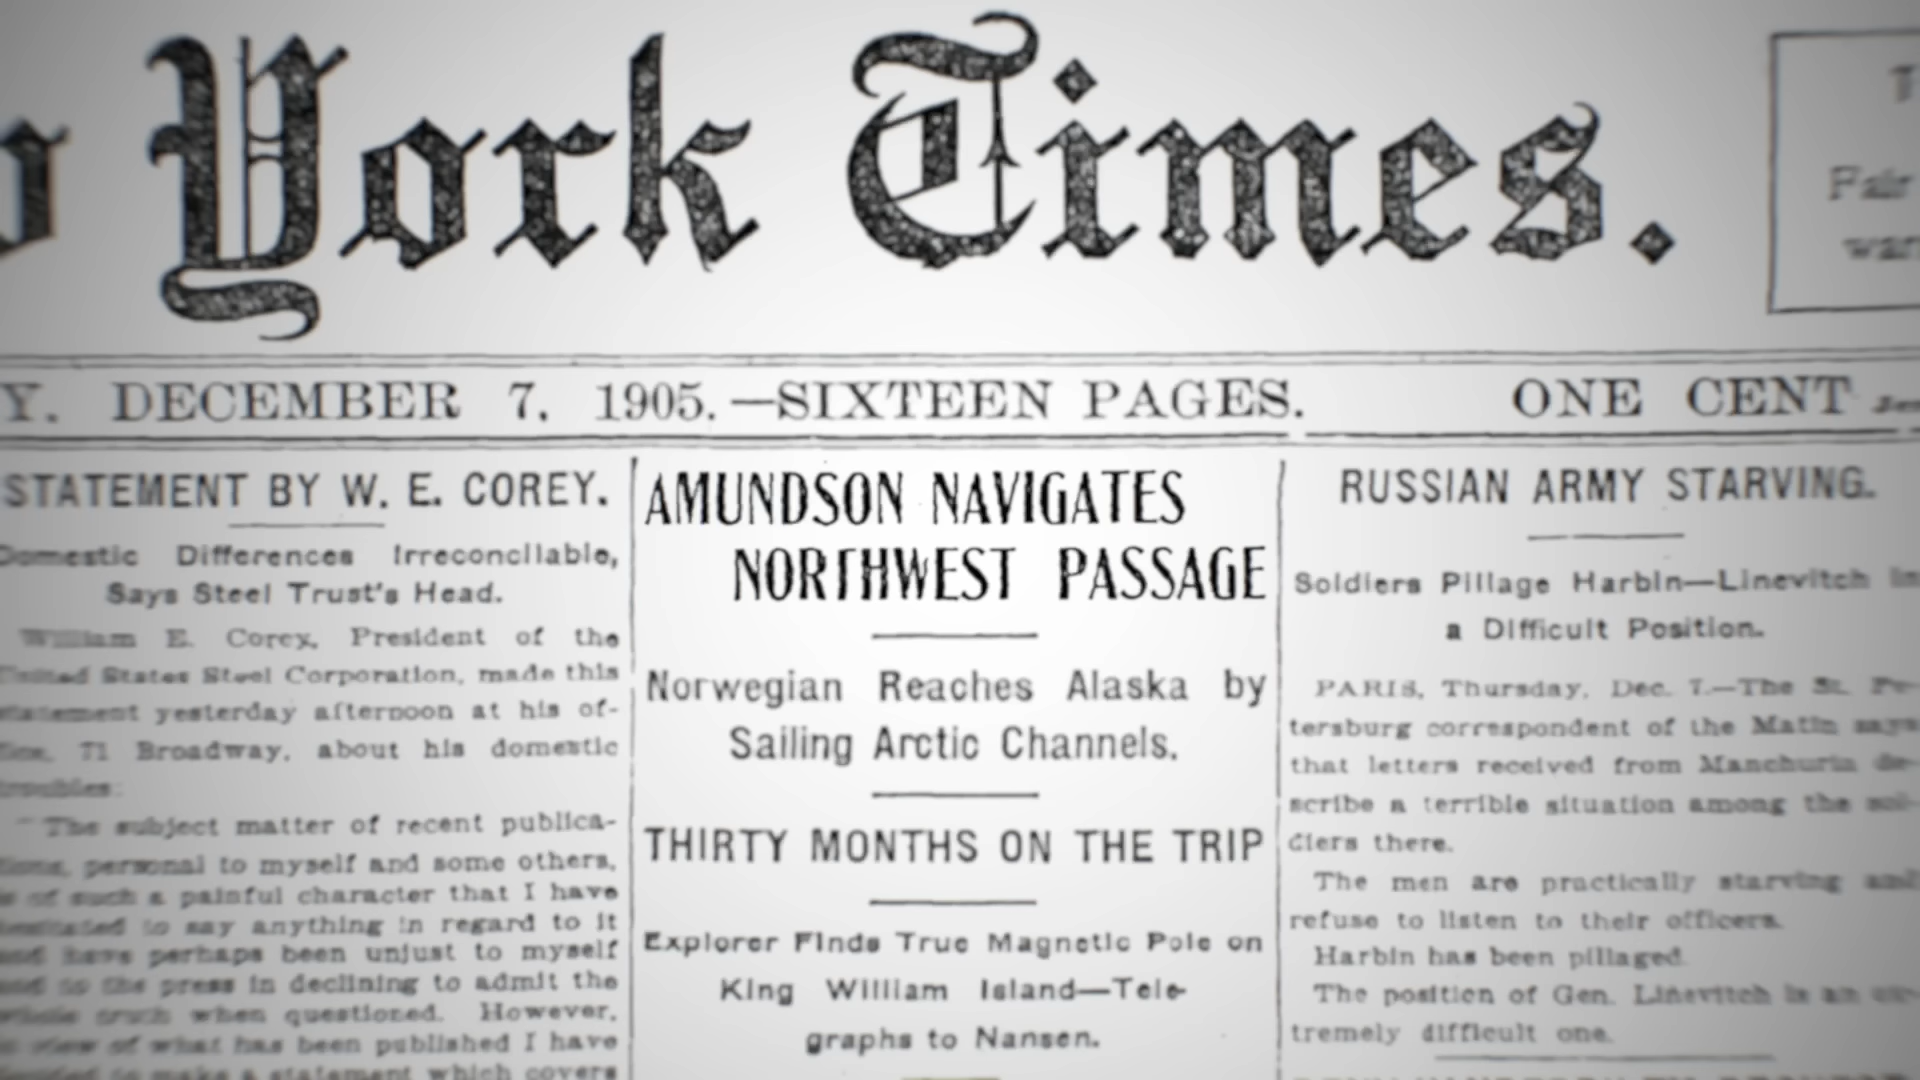 York Times.
DECEMBER 7, 1905.—SIXTEEN PAGES. ONE CENT
STATEMENT BY W. E. COREY.
Domestic Differences Irreconcilable,
Says Steel Trust's Head.
William E. Corey, President of the
United States Steel Corporation, made this
statement yesterday afternoon at his of-
fice, 71 Broadway, about his domestic
troubles:
"The subject matter of recent publica-
tions, personal to myself and some others,
is of such a painful character that I have
hesitated to say anything in regard to it
and have perhaps been unjust to myself
and to the press in declining to admit the
whole truth when questioned. However,
in view of what has been published I have
decided to make a statement which covers
AMUNDSON NAVIGATES
NORTHWEST PASSAGE
Norwegian Reaches Alaska by
Sailing Arctic Channels.
THIRTY MONTHS ON THE TRIP
Explorer Finds True Magnetic Pole on
King William Island—Tele-
graphs to Nansen.
RUSSIAN ARMY STARVING.
Soldiers Pillage Harbin—Linevitch in
a Difficult Position.
PARIS, Thursday, Dec. 7.—The St. Pe-
tersburg correspondent of the Matin says
that letters received from Manchuria de-
scribe a terrible situation among the sol-
diers there.
The men are practically starving and
refuse to listen to their officers.
Harbin has been pillaged.
The position of Gen. Linevitch is an ex-
tremely difficult one.